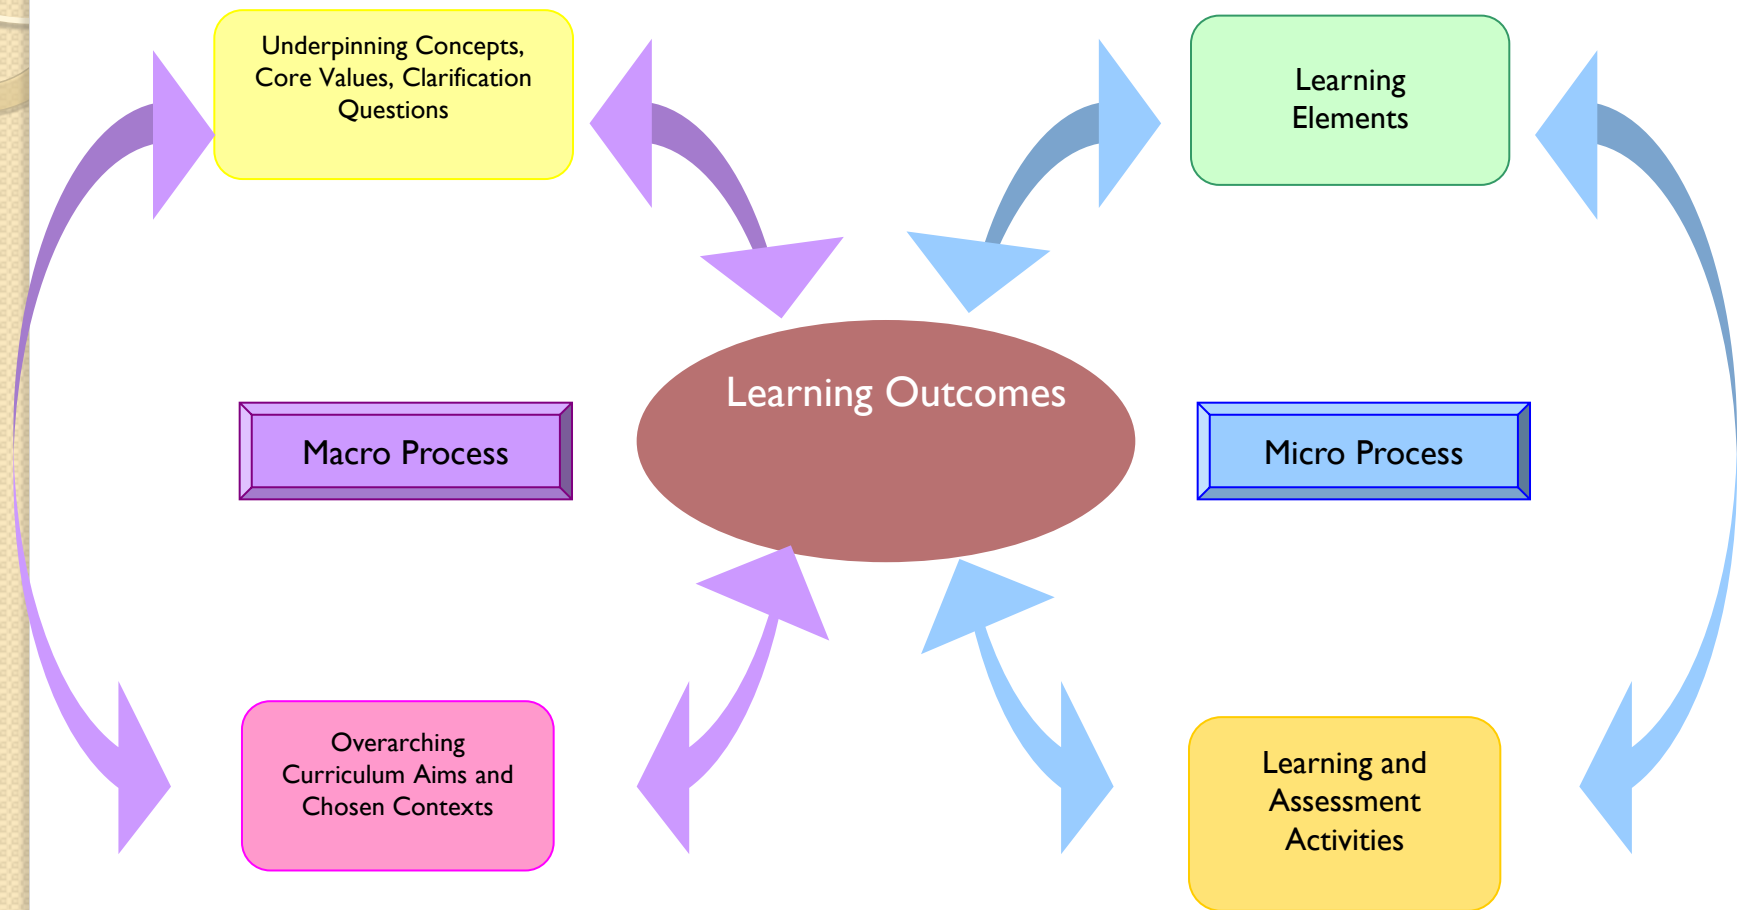 Underpinning Concepts,
Core Values, Clarification
Questions
Learning
Elements
Learning Outcomes
Macro Process
Micro Process
Overarching
Curriculum Aims and
Chosen Contexts
Learning and
Assessment
Activities